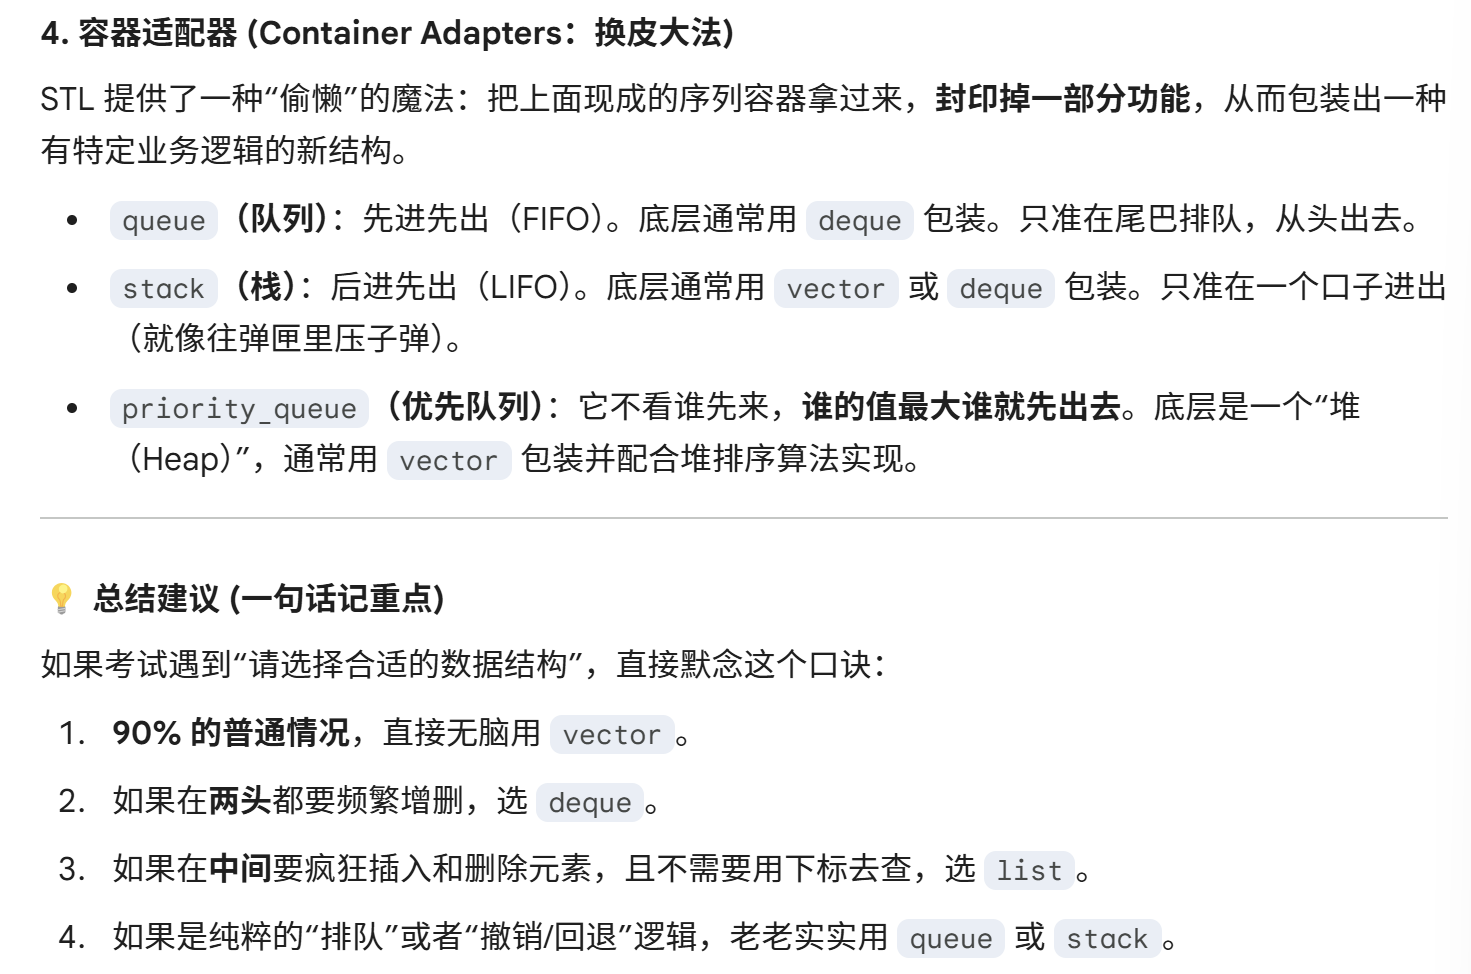 4. 容器适配器 (Container Adapters：换皮大法)
STL 提供了一种“偷懒”的魔法：把上面现成的序列容器拿过来，封印掉一部分功能，从而包装出一种
有特定业务逻辑的新结构。
• queue（队列）：先进先出（FIFO）。底层通常用 deque 包装。只准在尾巴排队，从头出去。
• stack（栈）：后进先出（LIFO）。底层通常用 vector 或 deque 包装。只准在一个口子进出
（就像往弹匣里压子弹）。
• priority_queue（优先队列）：它不看谁先来，谁的值最大谁就先出去。底层是一个“堆
（Heap）”，通常用 vector 包装并配合堆排序算法实现。
💡 总结建议 (一句话记重点)
如果考试遇到“请选择合适的数据结构”，直接默念这个口诀：
1. 90% 的普通情况，直接无脑用 vector。
2. 如果在两头都要频繁增删，选 deque。
3. 如果在中间要疯狂插入和删除元素，且不需要用下标去查，选 list。
4. 如果是纯粹的“排队”或者“撤销/回退”逻辑，老老实实用 queue 或 stack。